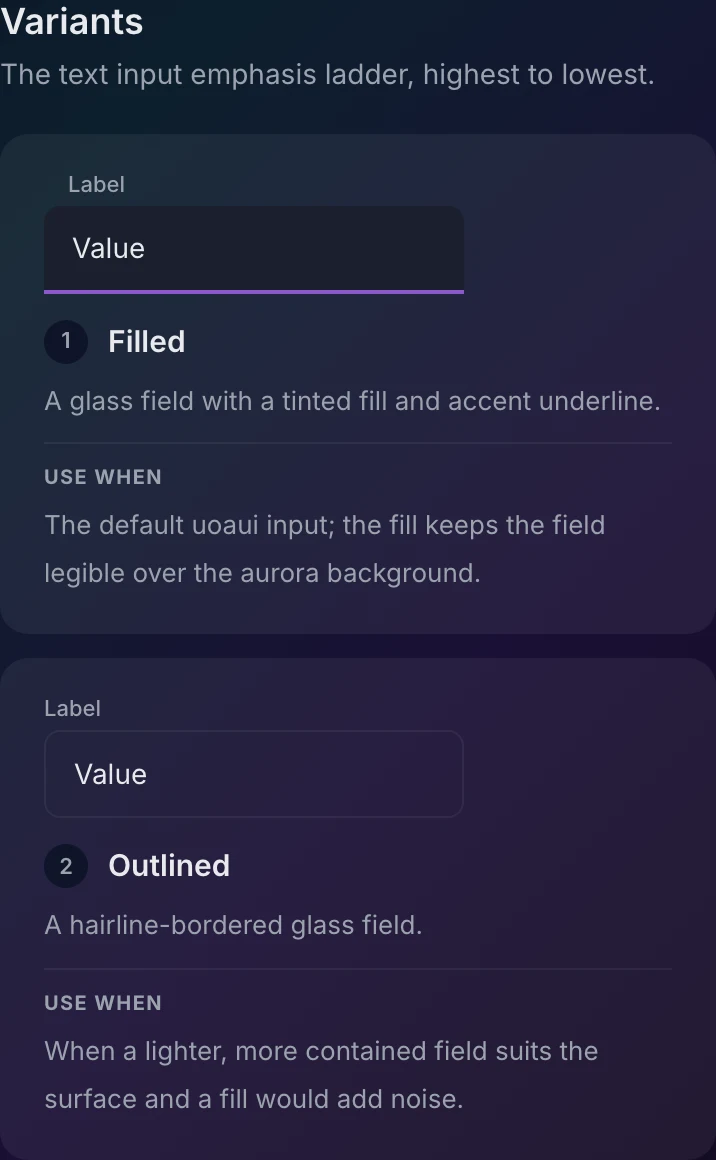 Variants
The text input emphasis ladder, highest to lowest.
Label
Value
1 Filled
A glass field with a tinted fill and accent underline.
USE WHEN
The default uoaui input; the fill keeps the field
legible over the aurora background.
Label
Value
2 Outlined
A hairline-bordered glass field.
USE WHEN
When a lighter, more contained field suits the
surface and a fill would add noise.